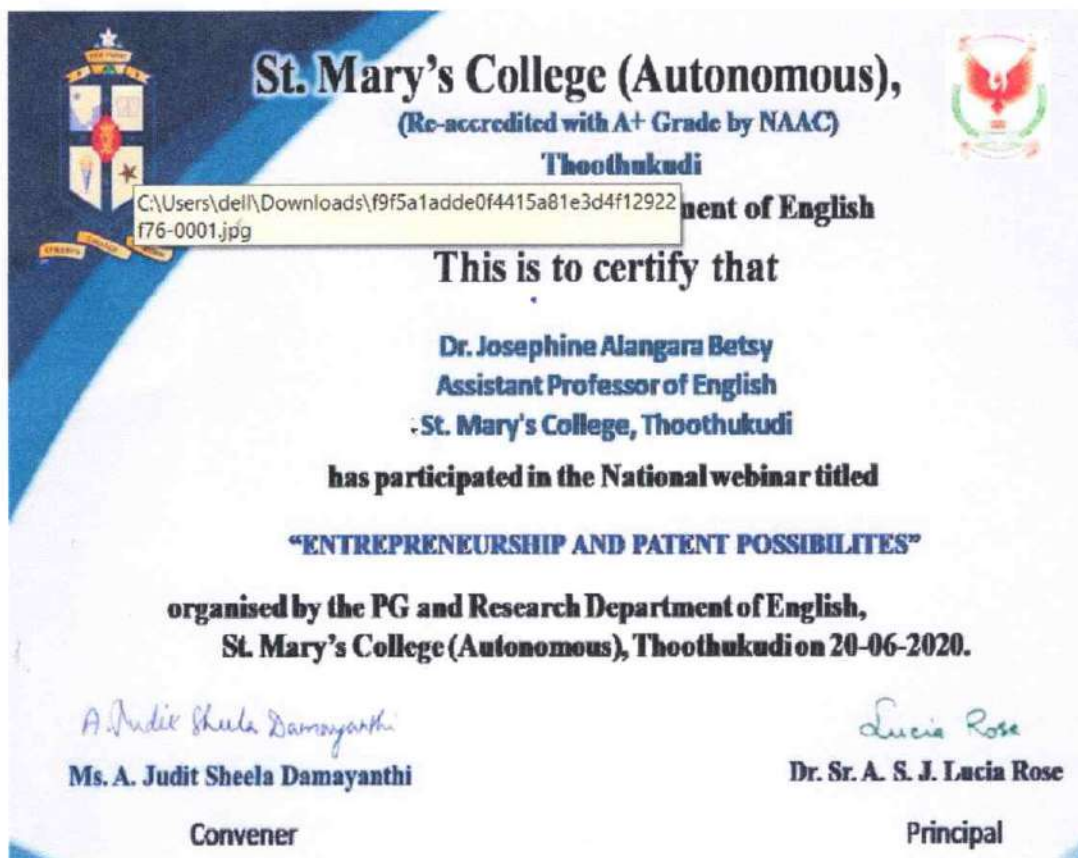 St. Mary's College (Autonomous),
(Re-accredited with A+ Grade by NAAC)
Thoothukudi
C:\Users\dell\Downloads\f9f5a1adde0f4415a81e3d4f12922
f76-0001.jpg
nent of English
This is to certify that
Dr. Josephine Alangara Betsy
Assistant Professor of English
St. Mary's College, Thoothukudi
has participated in the National webinar titled
“ENTREPRENEURSHIP AND PATENT POSSIBILITES”
organised by the PG and Research Department of English,
St. Mary's College (Autonomous), Thoothukudi on 20-06-2020.
A. Judit Sheela Damayanthi
Lucia Rose
Ms. A. Judit Sheela Damayanthi
Dr. Sr. A. S. J. Lucia Rose
Convener
Principal